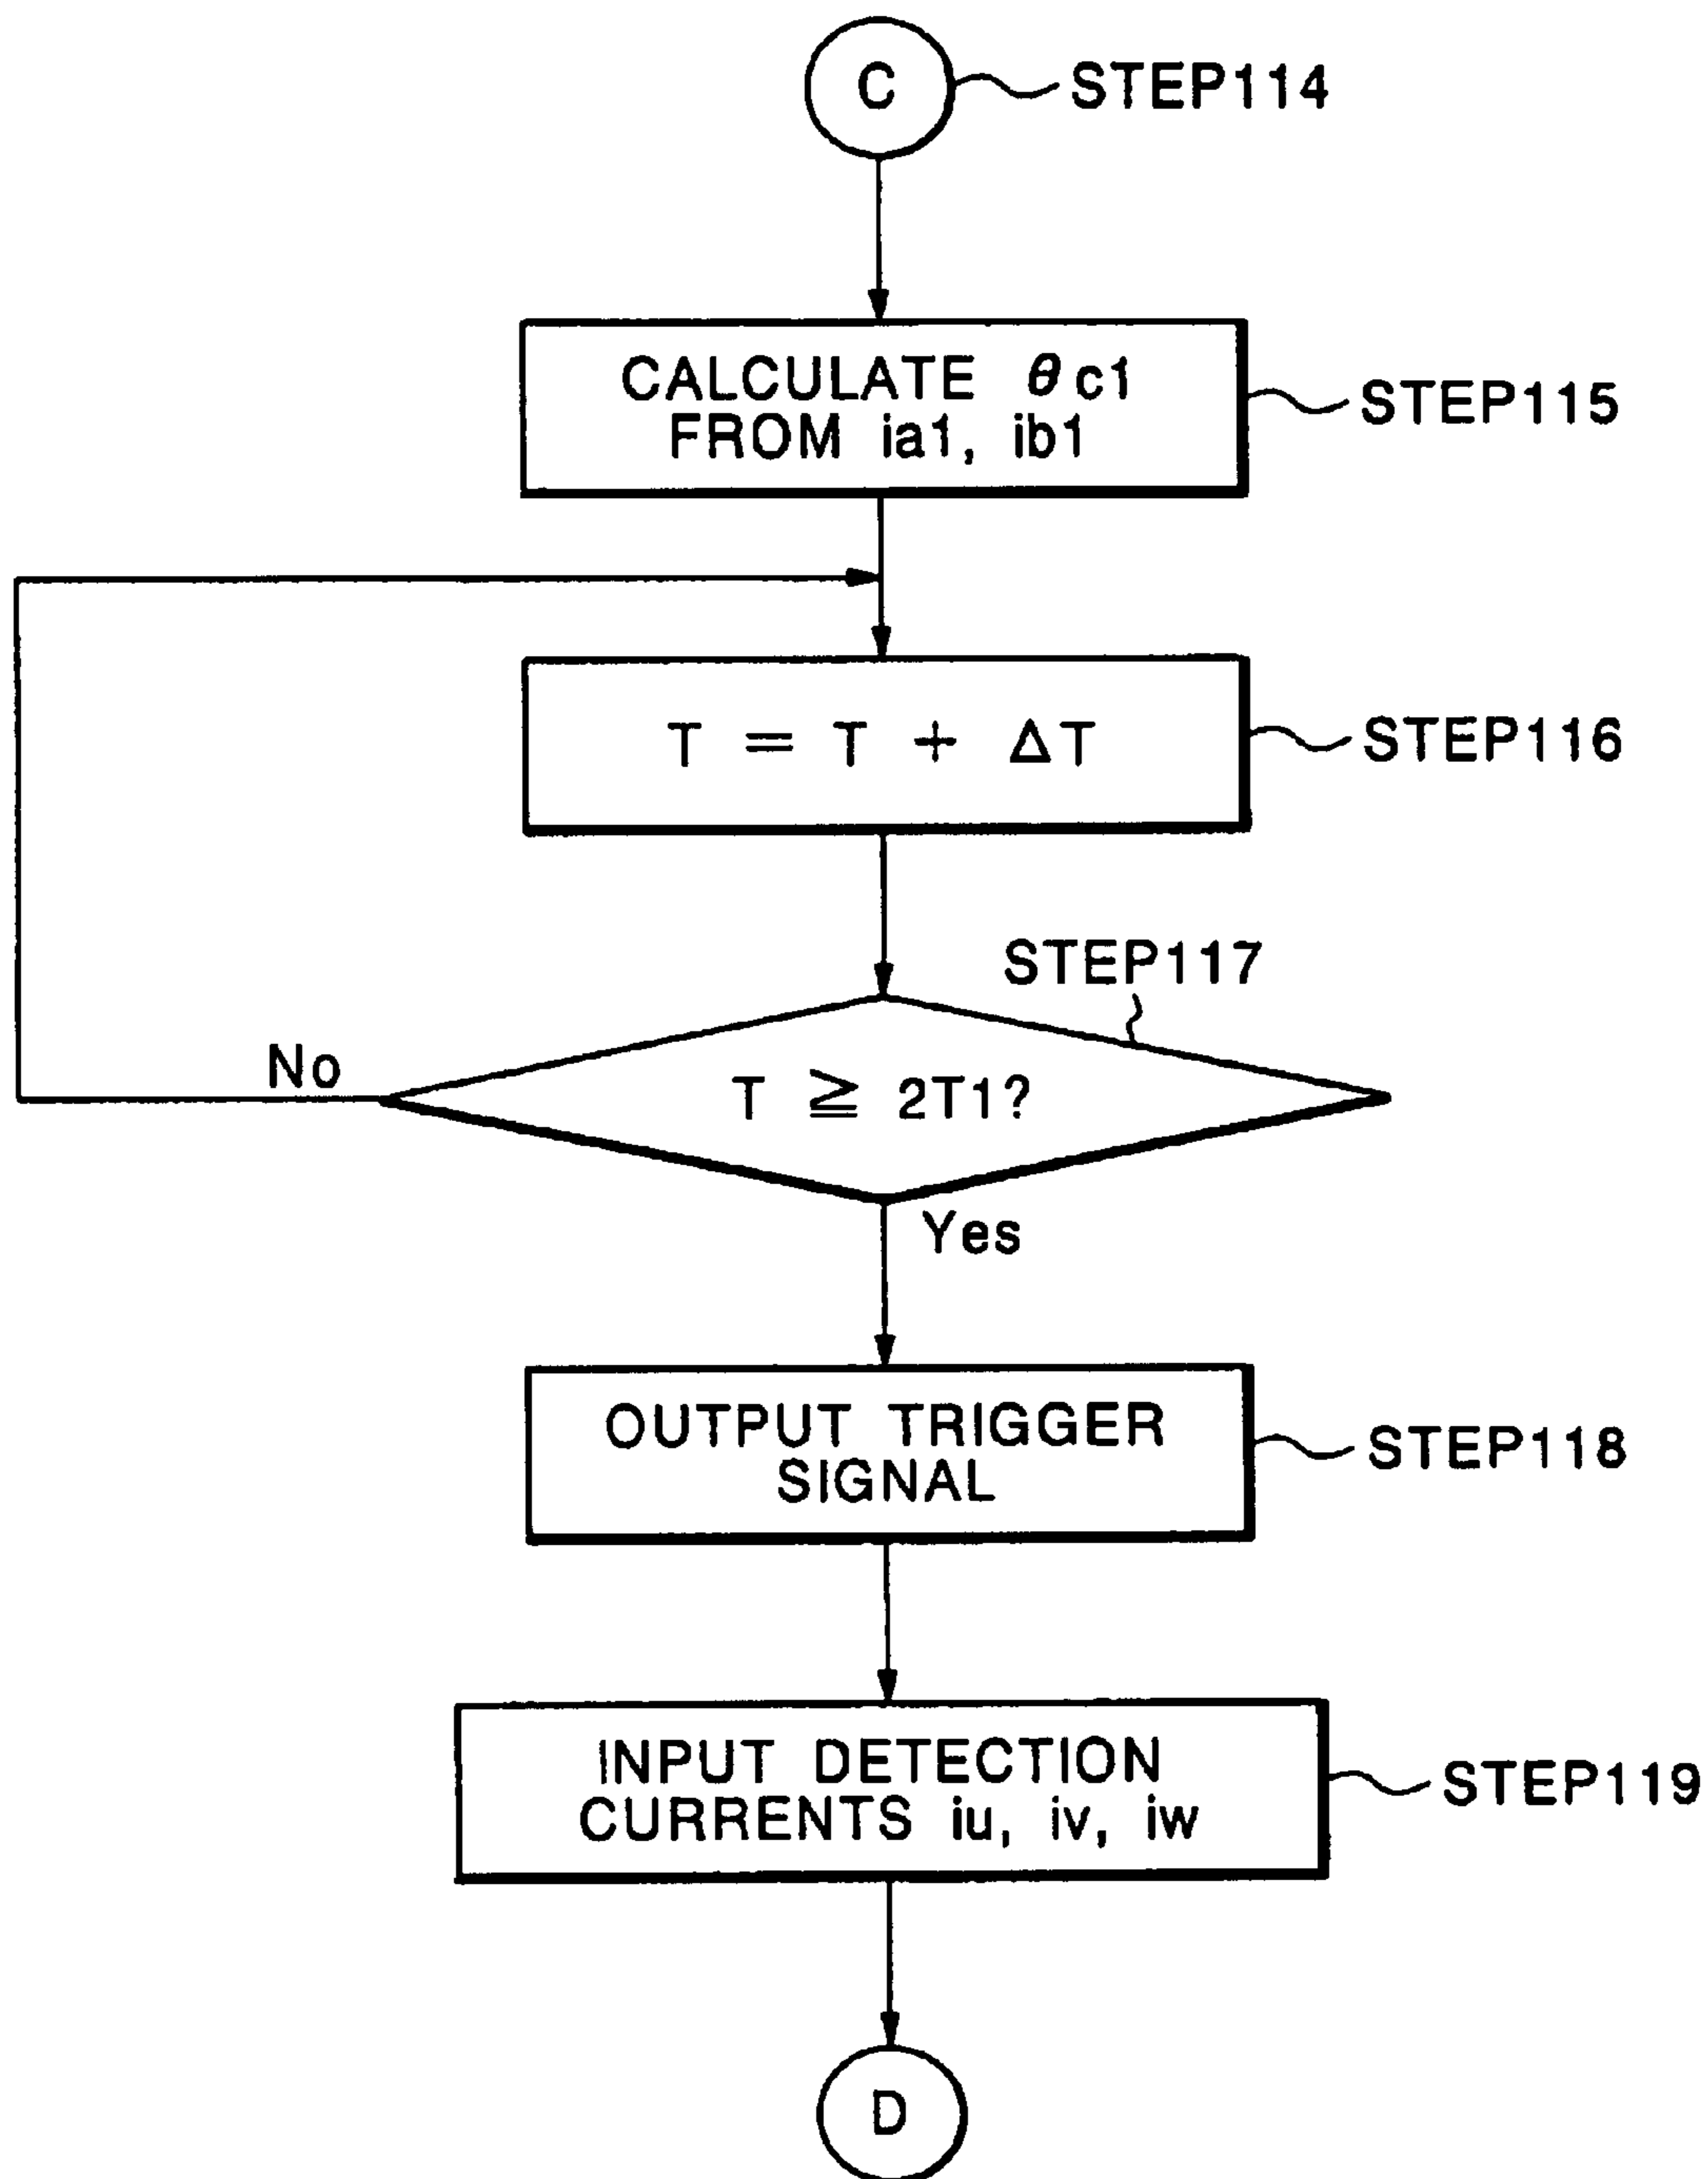 C
STEP114
CALCULATE θc1
FROM ia1, ib1
STEP115
T = T + ΔT
STEP116
STEP117
No
T ≧ 2T1?
Yes
OUTPUT TRIGGER
SIGNAL
STEP118
INPUT DETECTION
CURRENTS iu, iv, iw
STEP119
D